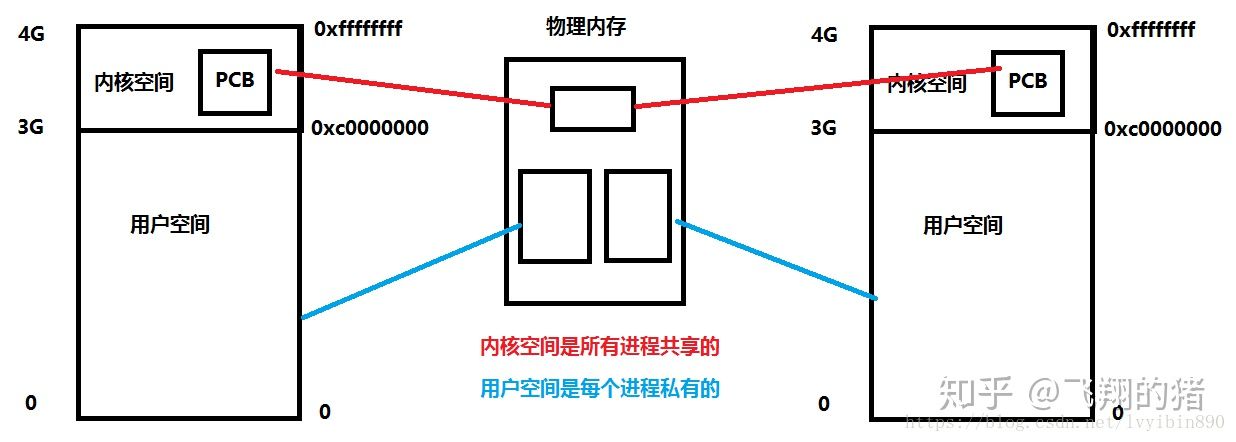 4G
0xffffffff
内核空间
PCB
3G
0xc0000000
用户空间
0
0
物理内存
内核空间是所有进程共享的
用户空间是每个进程私有的
4G
0xffffffff
内核空间
PCB
3G
0xc0000000
用户空间
0
0
知乎 @飞翔的猪
https://blog.csdn.net/lvyibin890